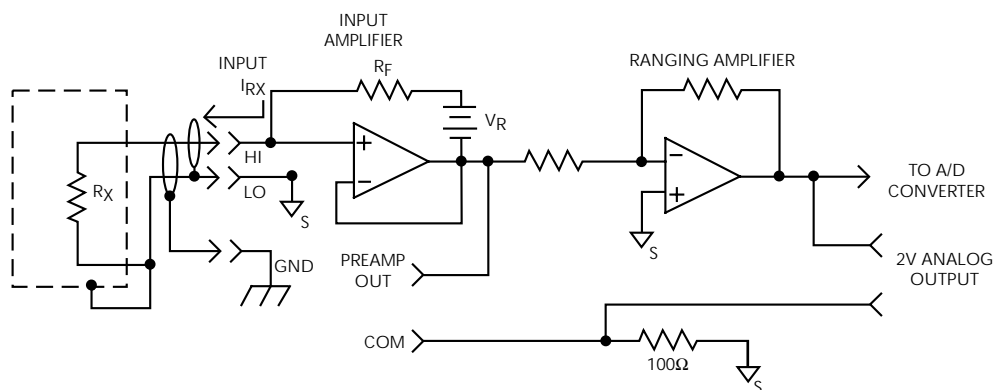 INPUT
AMPLIFIER
RF
INPUT
IRX
RANGING AMPLIFIER
VR
+
−
HI
LO
RX
S
−
+
S
TO A/D
CONVERTER
GND
PREAMP
OUT
2V ANALOG
OUTPUT
COM
100Ω
S